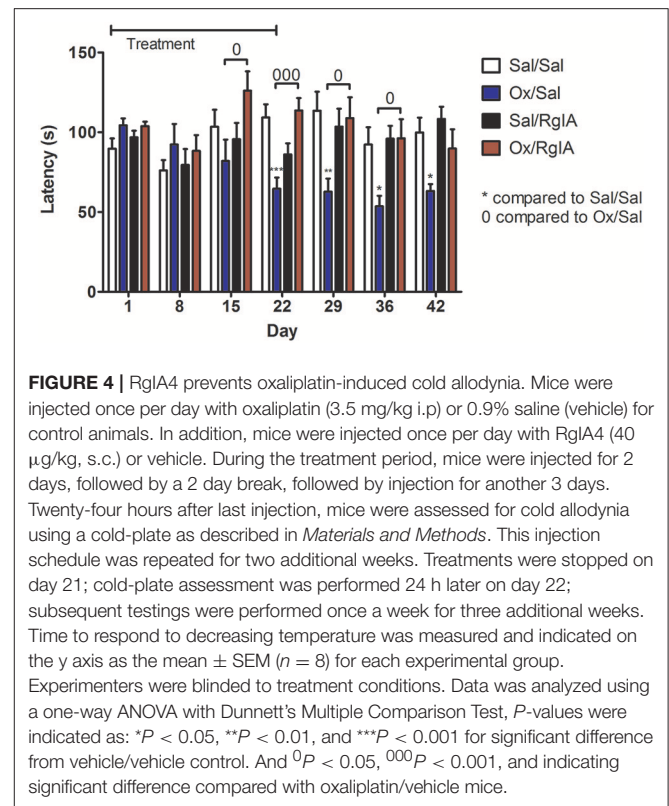 Treatment
150
100
50
0
Latency (s)
0
000
0
0
***
**
*
*
1 8 15 22 29 36 42
Day
Sal/Sal
Ox/Sal
Sal/RgIA
Ox/RgIA
* compared to Sal/Sal
0 compared to Ox/Sal
FIGURE 4 | RgIA4 prevents oxaliplatin-induced cold allodynia. Mice were
injected once per day with oxaliplatin (3.5 mg/kg i.p) or 0.9% saline (vehicle) for
control animals. In addition, mice were injected once per day with RgIA4 (40
μg/kg, s.c.) or vehicle. During the treatment period, mice were injected for 2
days, followed by a 2 day break, followed by injection for another 3 days.
Twenty-four hours after last injection, mice were assessed for cold allodynia
using a cold-plate as described in Materials and Methods. This injection
schedule was repeated for two additional weeks. Treatments were stopped on
day 21; cold-plate assessment was performed 24 h later on day 22;
subsequent testings were performed once a week for three additional weeks.
Time to respond to decreasing temperature was measured and indicated on
the y axis as the mean ± SEM (n = 8) for each experimental group.
Experimenters were blinded to treatment conditions. Data was analyzed using
a one-way ANOVA with Dunnett's Multiple Comparison Test, P-values were
indicated as: *P < 0.05, **P < 0.01, and ***P < 0.001 for significant difference
from vehicle/vehicle control. And 0P < 0.05, 000P < 0.001, and indicating
significant difference compared with oxaliplatin/vehicle mice.